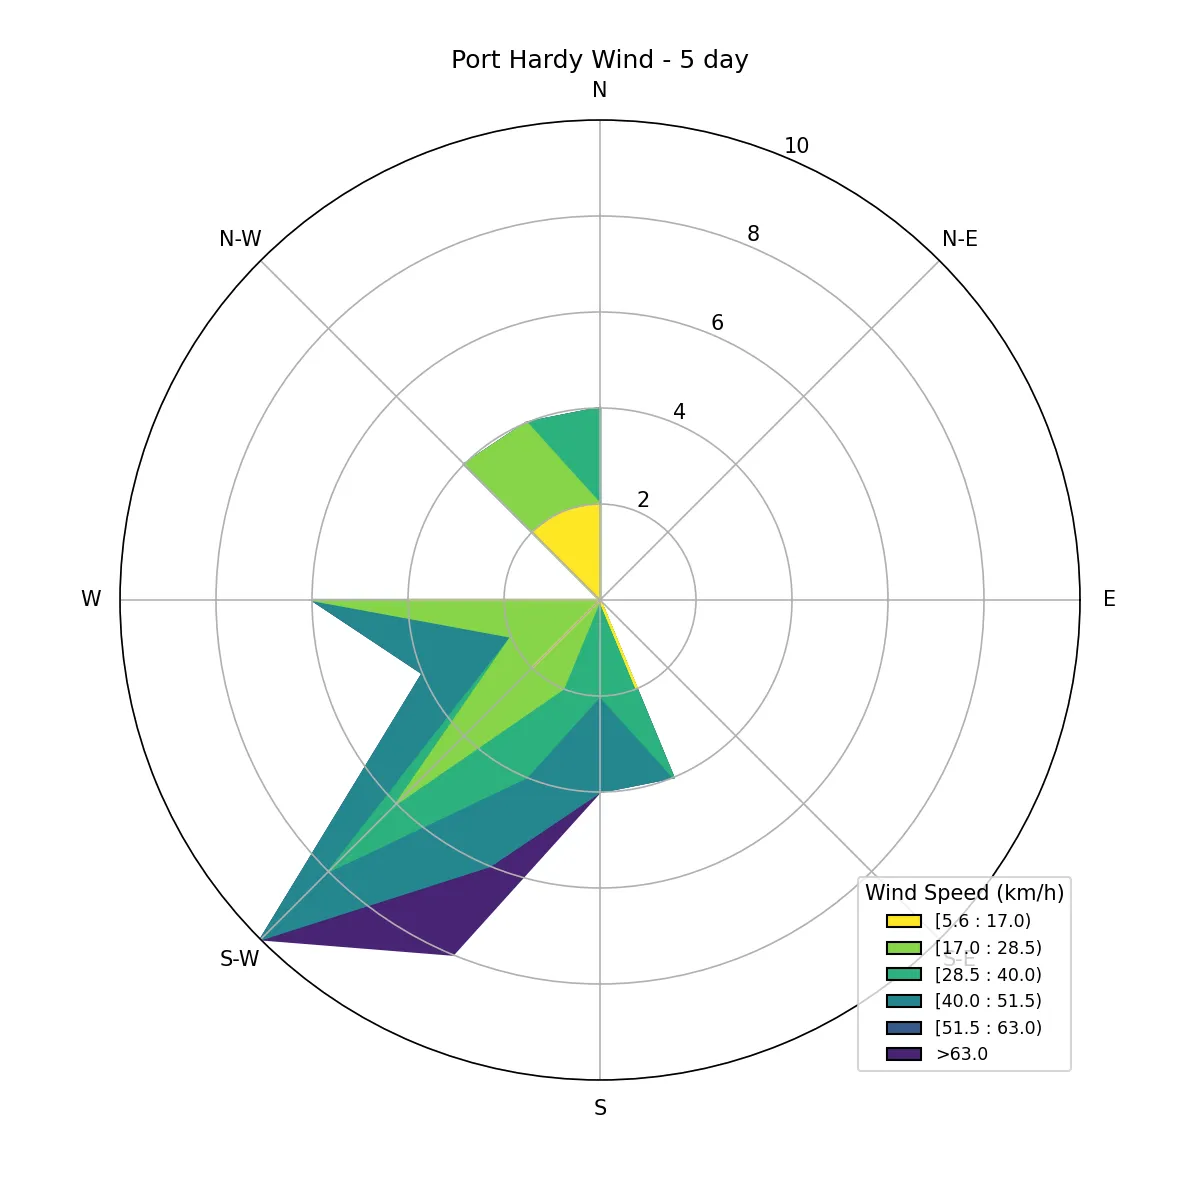 Port Hardy Wind - 5 day
N
10
N-W
N-E
8
6
4
2
W
E
Wind Speed (km/h)
[5.6 : 17.0)
[17.0 : 28.5)
S-W
S-E
[28.5 : 40.0)
[40.0 : 51.5)
[51.5 : 63.0)
>63.0
S